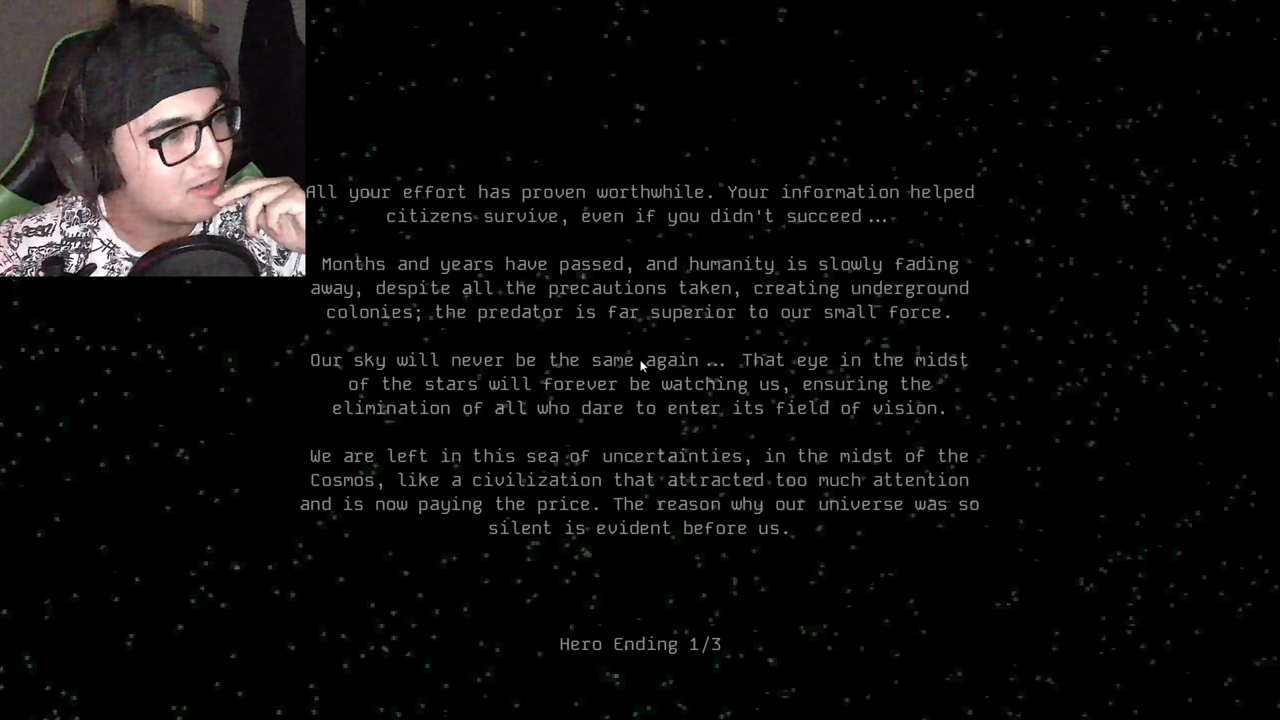 All your effort has proven worthwhile. Your information helped
citizens survive, even if you didn't succeed...
Months and years have passed, and humanity is slowly fading
away, despite all the precautions taken, creating underground
colonies; the predator is far superior to our small force.
Our sky will never be the same again... That eye in the midst
of the stars will forever be watching us, ensuring the
elimination of all who dare to enter its field of vision.
We are left in this sea of uncertainties, in the midst of the
Cosmos, like a civilization that attracted too much attention
and is now paying the price. The reason why our universe was so
silent is evident before us.
Hero Ending 1/3